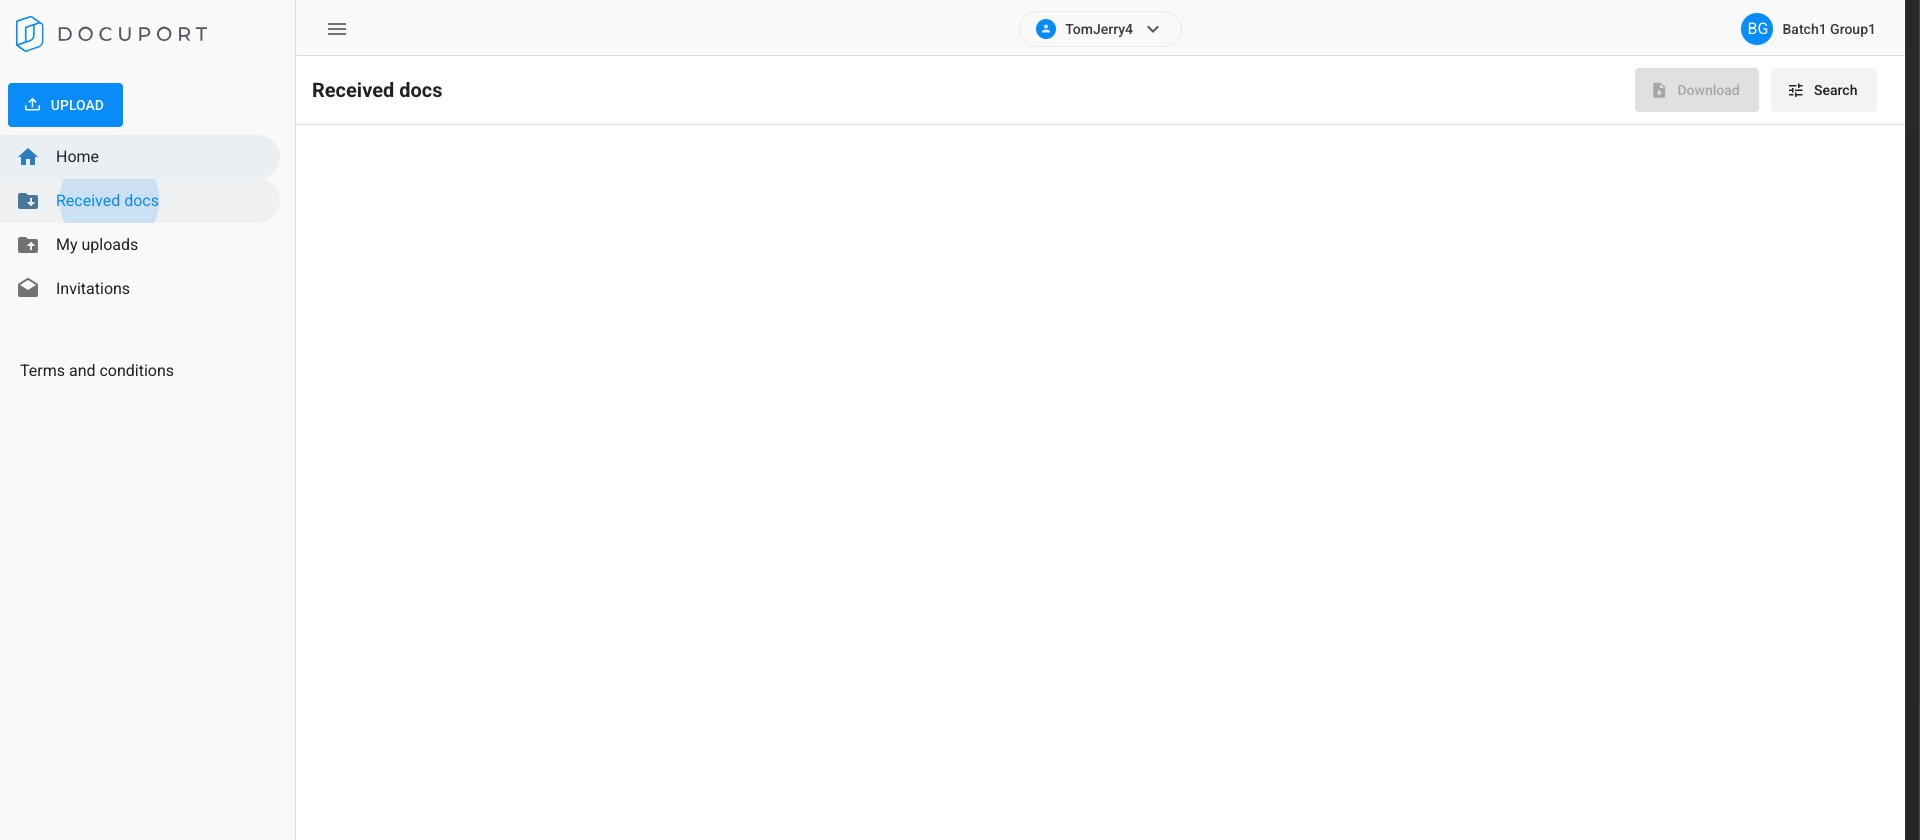 DOCUPORT
TomJerry4
BG Batch1 Group1
UPLOAD
Home
Received docs
My uploads
Invitations
Terms and conditions
Received docs
Download
Search